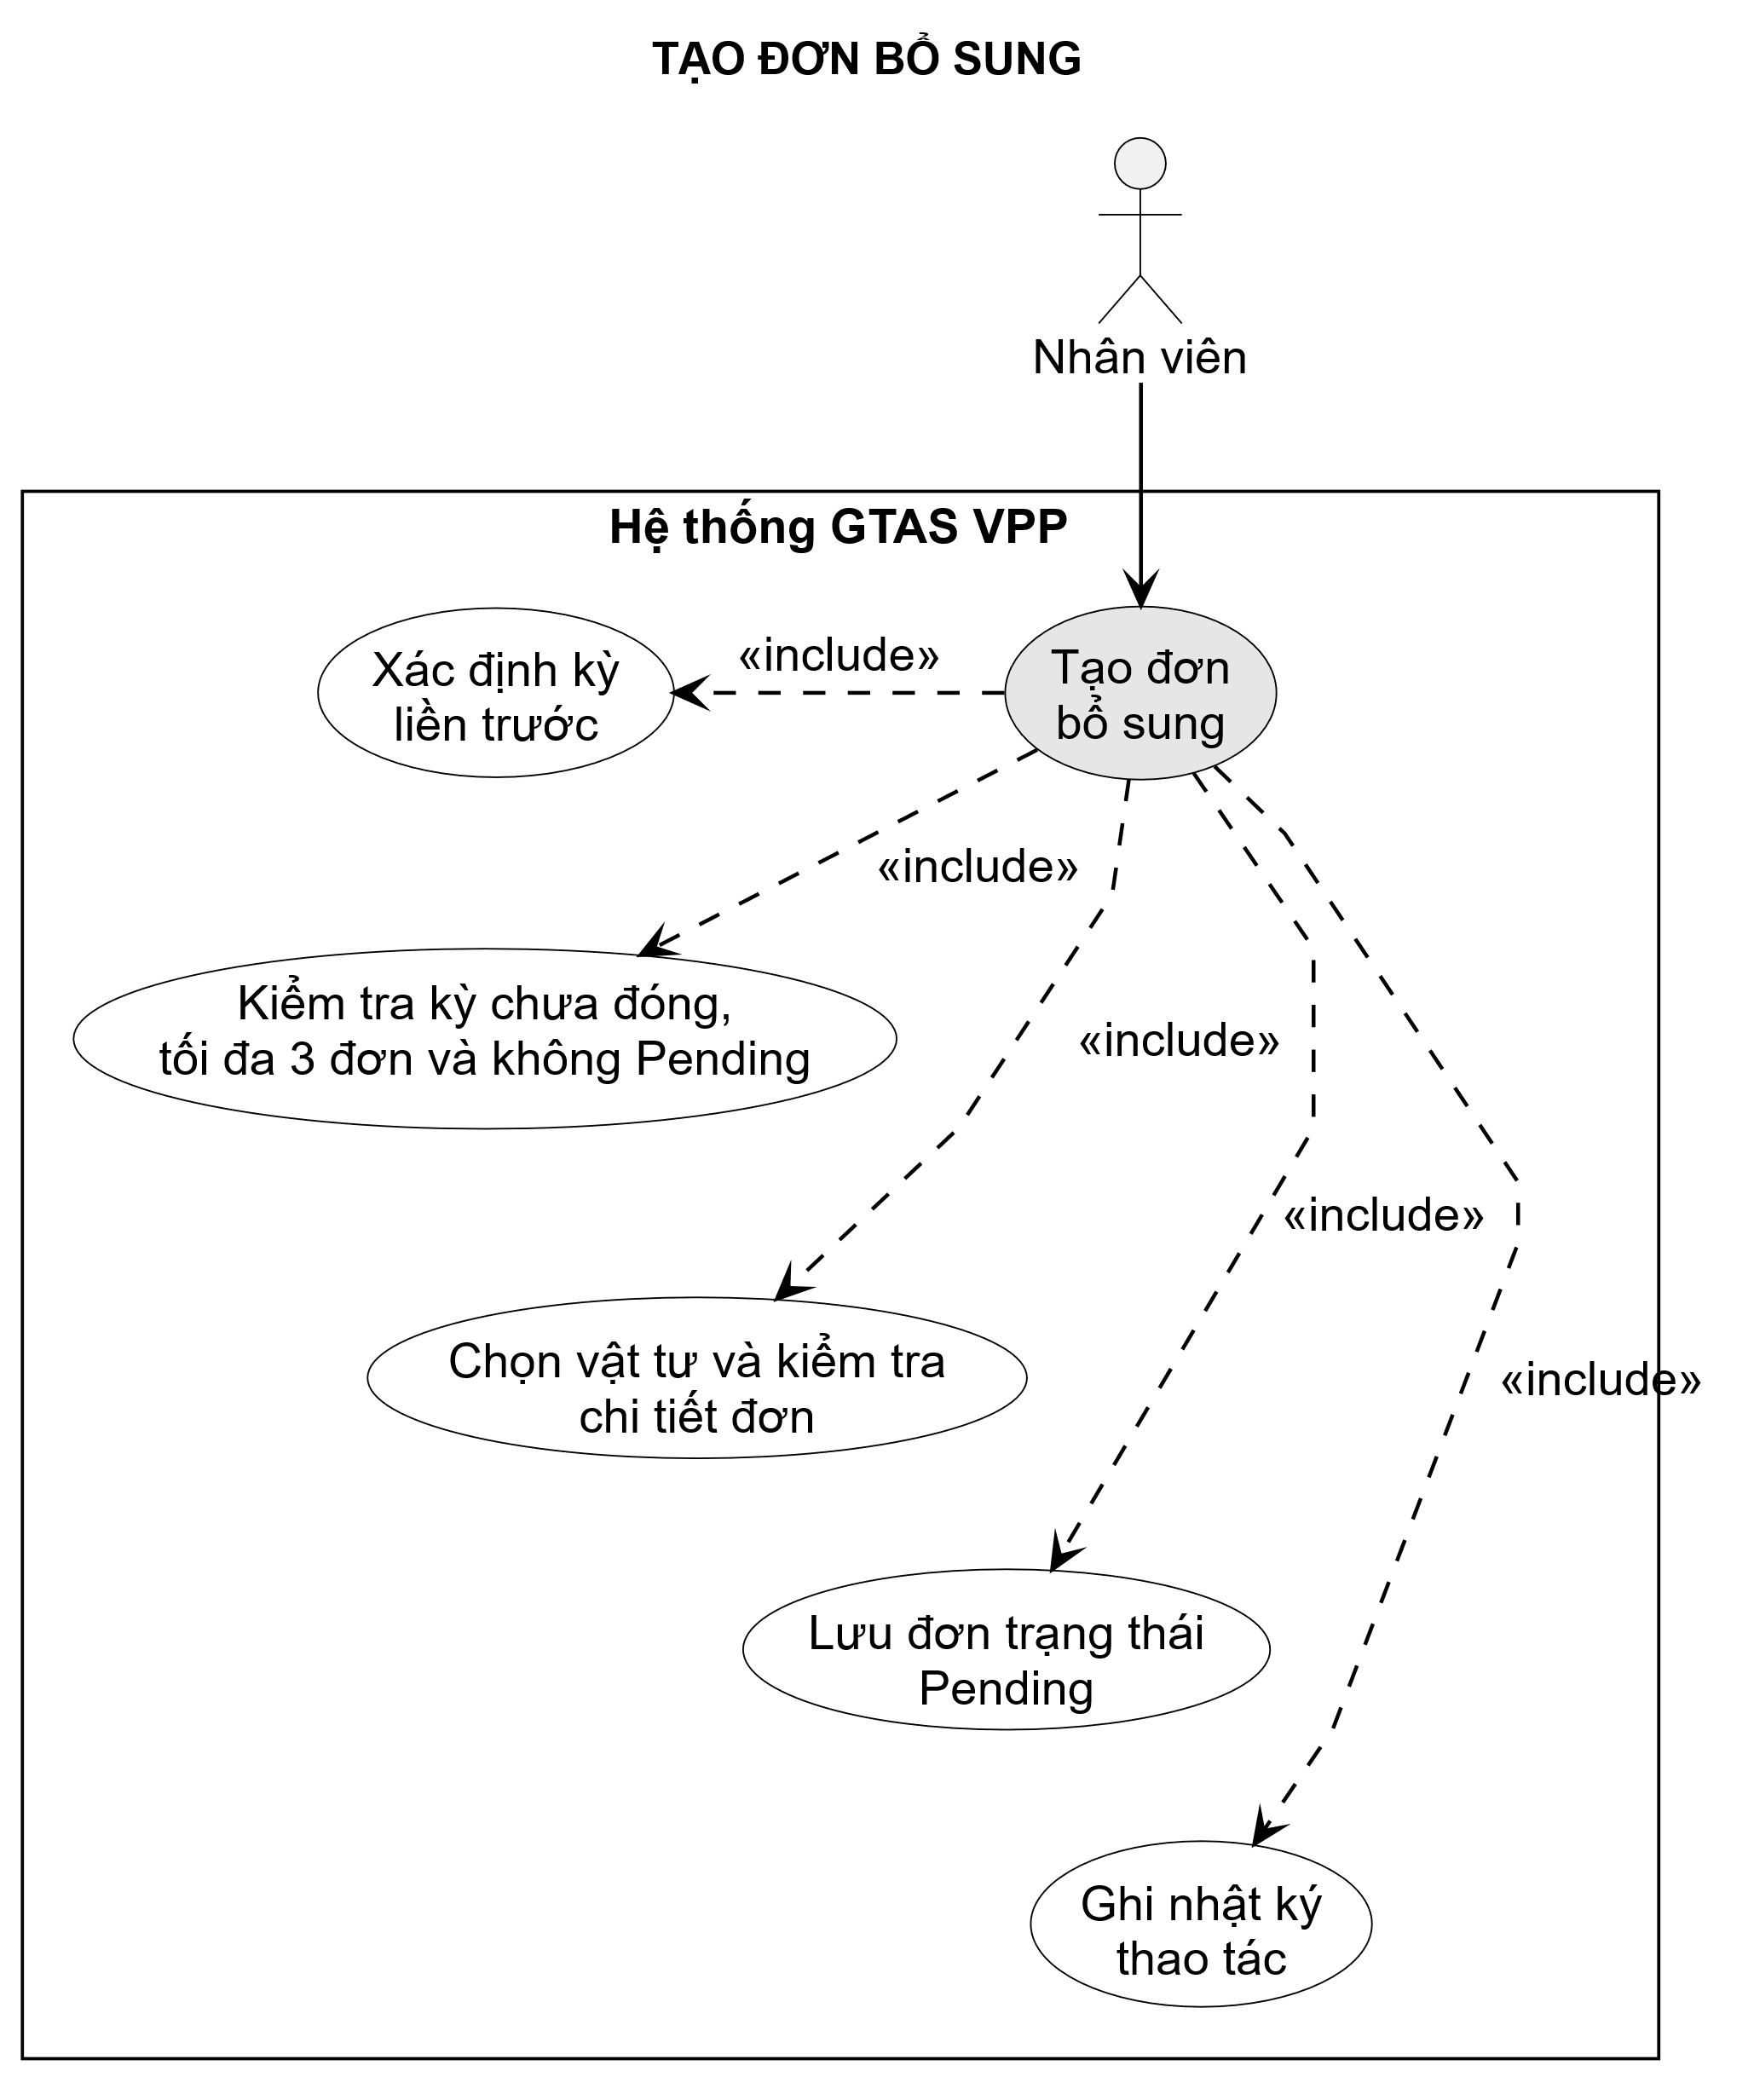 TẠO ĐƠN BỔ SUNG
Nhân viên
Hệ thống GTAS VPP
Xác định kỳ
liền trước
«include»
Tạo đơn
bổ sung
«include»
Kiểm tra kỳ chưa đóng,
tối đa 3 đơn và không Pending
«include»
«include»
Chọn vật tư và kiểm tra
chi tiết đơn
«include»
Lưu đơn trạng thái
Pending
Ghi nhật ký
thao tác